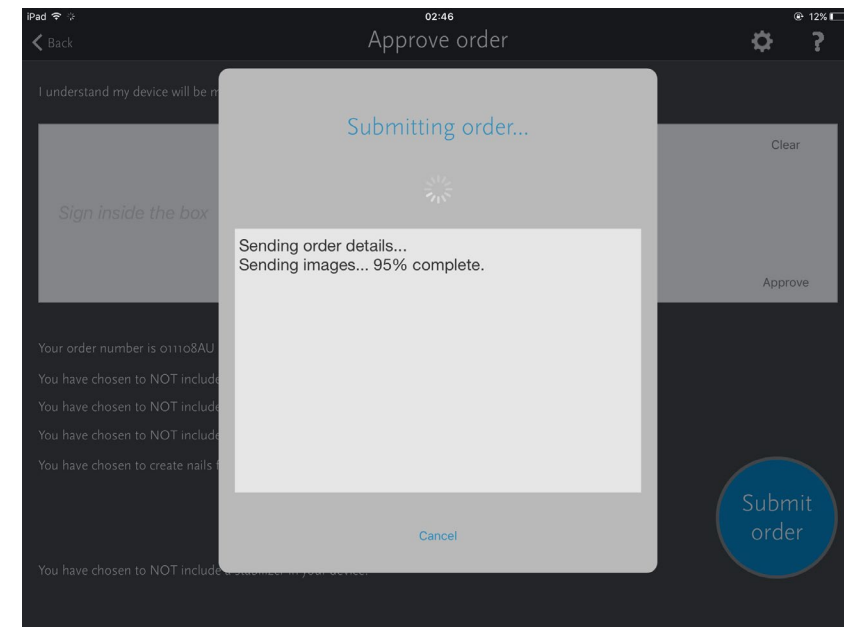 iPad 02:46 12%
Back Approve order ?
I understand my device will be m
Submitting order...
Clear
Sign inside the box
Sending order details...
Sending images... 95% complete.
Approve
Your order number is 011108AU
You have chosen to NOT include
You have chosen to NOT include
You have chosen to NOT include
You have chosen to create nails f
Submit
order
Cancel
You have chosen to NOT include a stabilizer in your device.